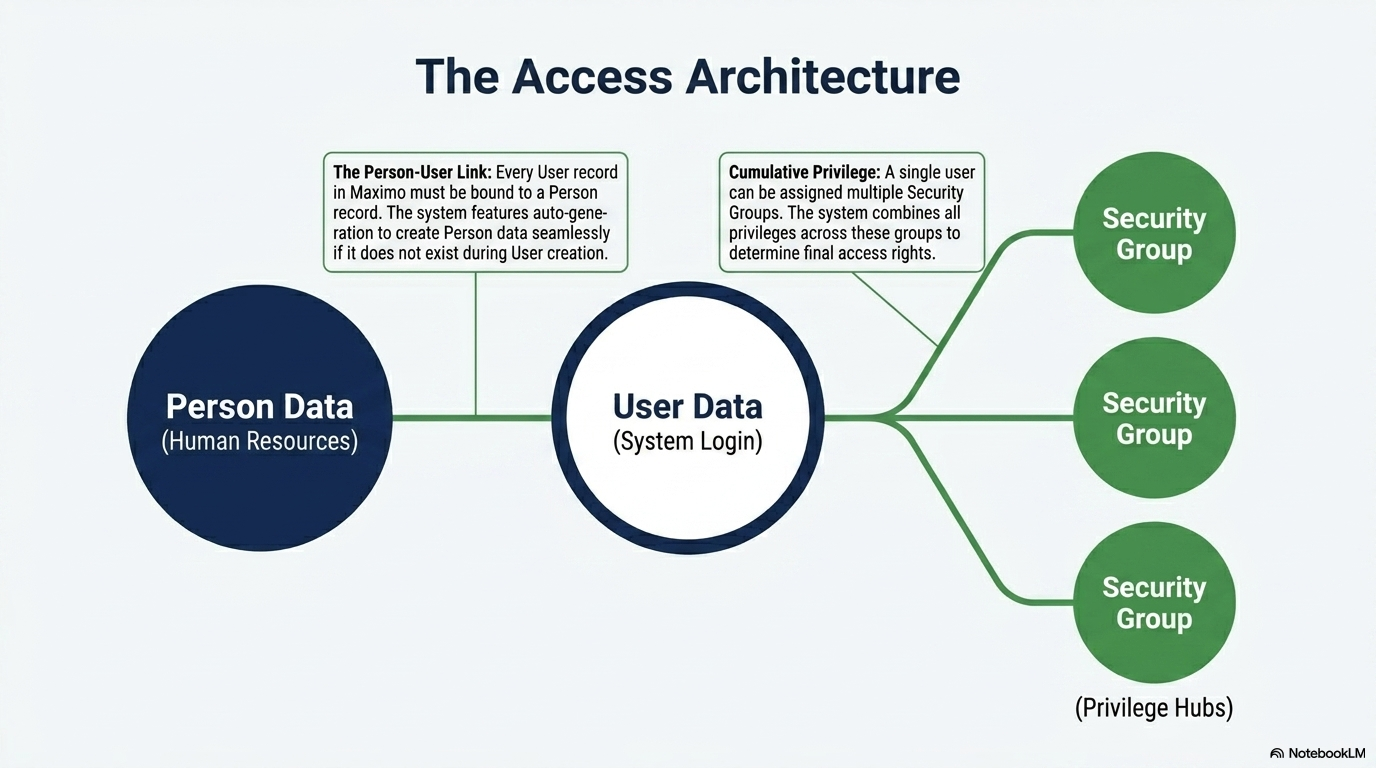 The Access Architecture
The Person-User Link: Every User record
in Maximo must be bound to a Person
record. The system features auto-gene-
ration to create Person data seamlessly
if it does not exist during User creation.
Cumulative Privilege: A single user
can be assigned multiple Security
Groups. The system combines all
privileges across these groups to
determine final access rights.
Person Data
(Human Resources)
User Data
(System Login)
Security
Group
Security
Group
Security
Group
(Privilege Hubs)
NotebookLM